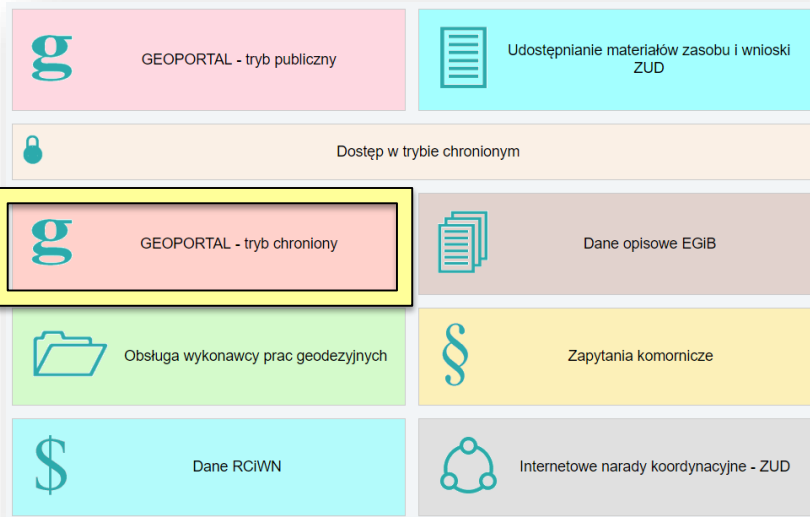 GEOPORTAL - tryb publiczny
Udostępnianie materiałów zasobu i wnioski
ZUD
Dostęp w trybie chronionym
GEOPORTAL - tryb chroniony
Dane opisowe EGiB
Obsługa wykonawcy prac geodezyjnych
Zapytania komornicze
Dane RCiWN
Internetowe narady koordynacyjne - ZUD